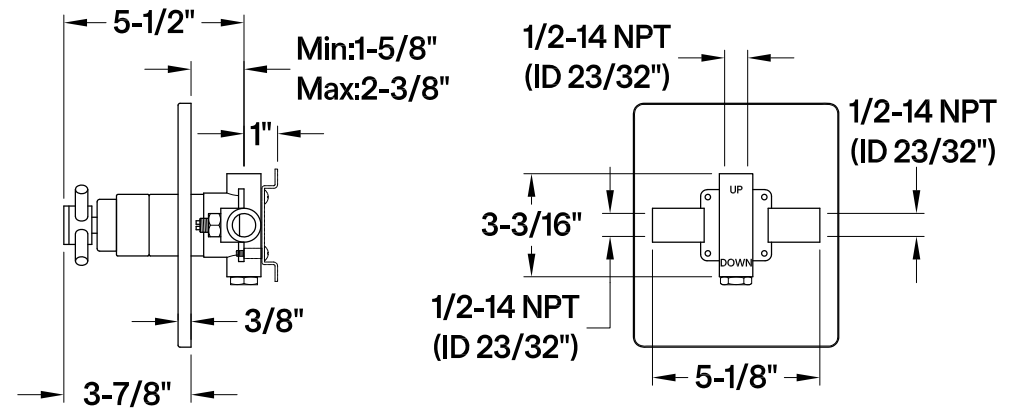 5-1/2"
Min:1-5/8"
Max:2-3/8"
1"
3/8"
3-7/8"
1/2-14 NPT
(ID 23/32")
1/2-14 NPT
(ID 23/32")
UP
3-3/16"
DOWN
1/2-14 NPT
(ID 23/32")
5-1/8"